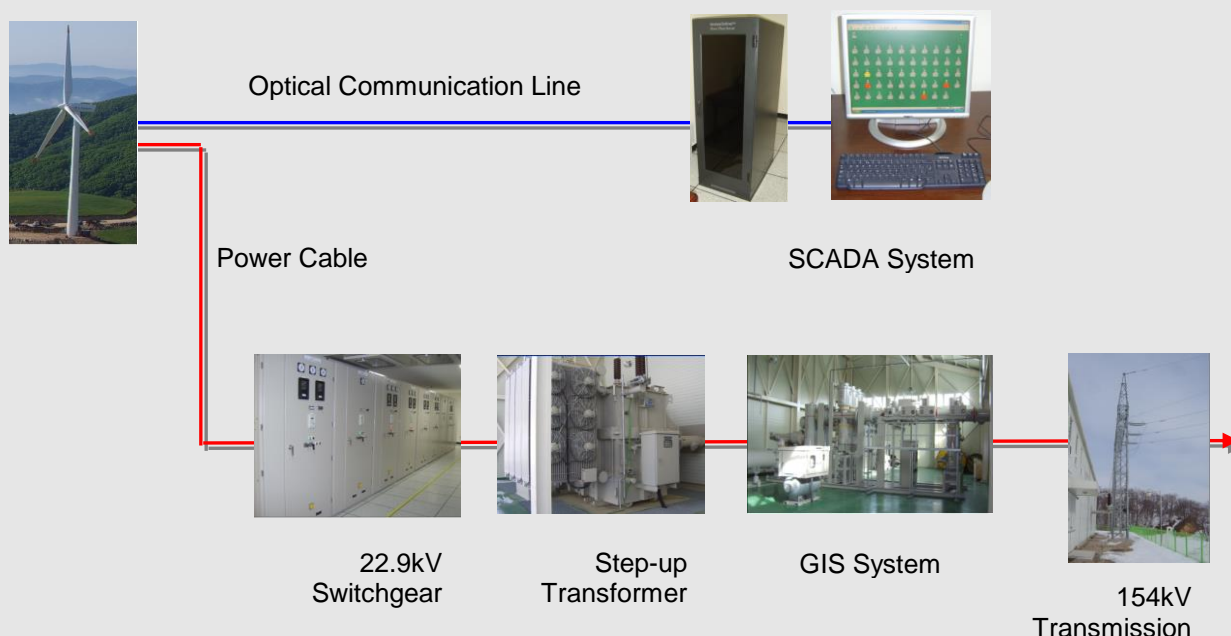 Optical Communication Line
Power Cable
SCADA System
22.9kV
Switchgear
Step-up
Transformer
GIS System
154kV
Transmission